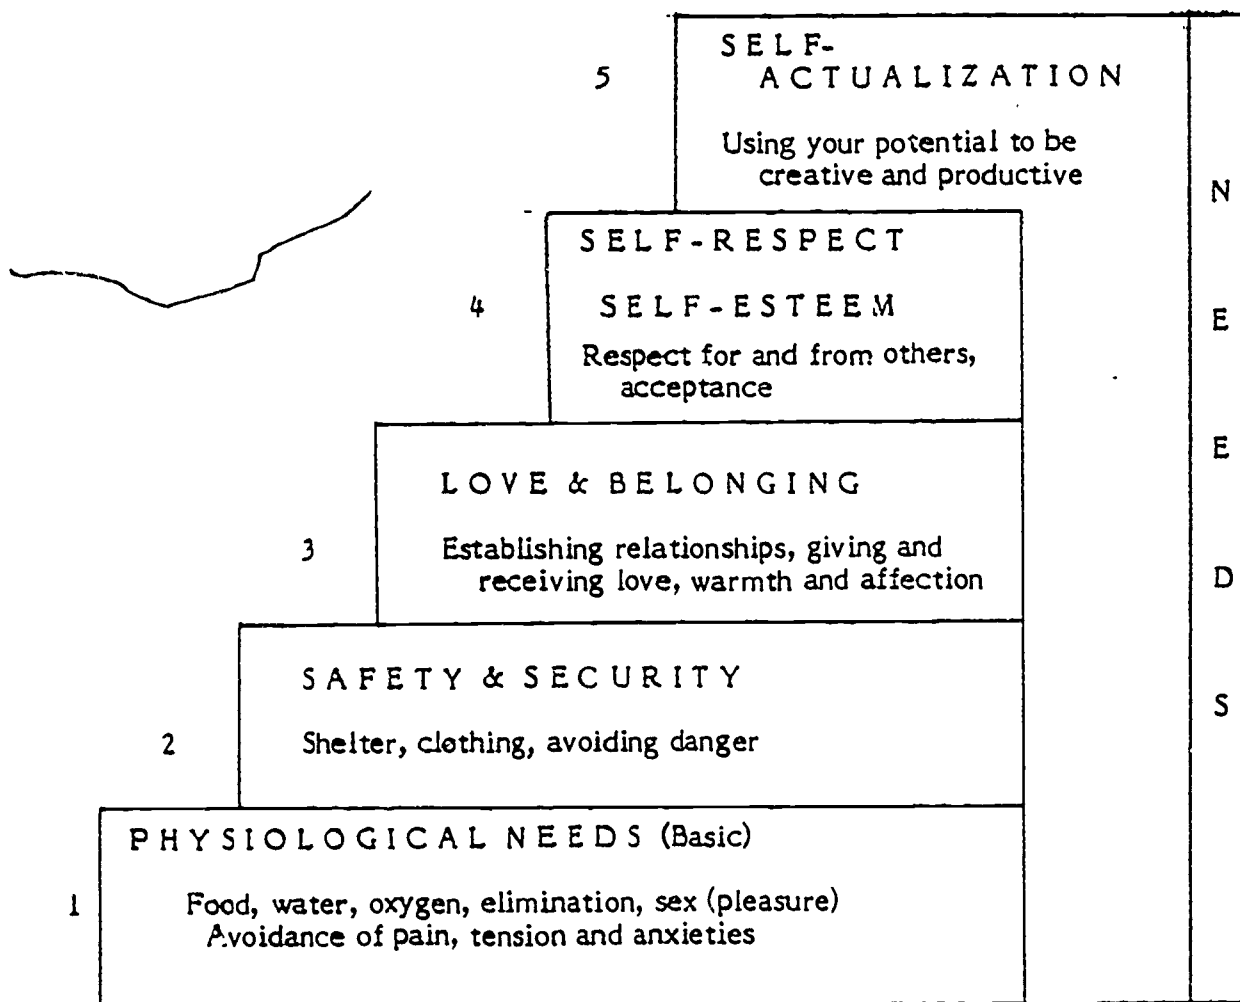 5
SELF-
ACTUALIZATION
Using your potential to be
creative and productive
4
SELF-RESPECT
SELF-ESTEEM
Respect for and from others,
acceptance
3
LOVE & BELONGING
Establishing relationships, giving and
receiving love, warmth and affection
2
SAFETY & SECURITY
Shelter, clothing, avoiding danger
1
PHYSIOLOGICAL NEEDS (Basic)
Food, water, oxygen, elimination, sex (pleasure)
Avoidance of pain, tension and anxieties
N
E
E
D
S